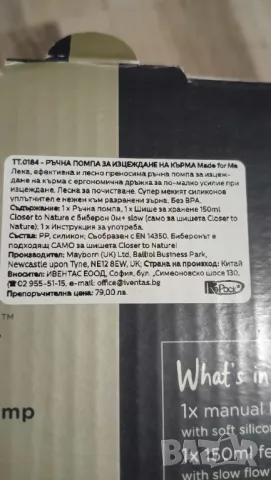 TT.0184 - РЪЧНА ПОМПА ЗА ИЗЦЕЖДАНЕ НА КЪРМА Made for Me
Лека, ефективна и лесно преносима ръчна помпа за изцеж-
дане на кърма с ергономична дръжка за по-малко усилие при
изцеждане. Лесна за почистване. Супер мекият силиконов
уплътнител е нежен към разранени зърна. Без BPA.
Съдържание: 1 x Ръчна помпа, 1 x Шише за хранене 150ml
Closer to Nature с биберон 0м+ slow (само за шишета Closer to
Nature); 1 x Инструкция за употреба.
Състав: PP, силикон, Съобразен с EN 14350. Биберонът е
подходящ САМО за шишета Closer to Nature!
Производител: Mayborn (UK) Ltd, Balliol Business Park,
Newcastle upon Tyne, NE12 8EW, UK; Страна на произход: Китай
Вносител: ИВЕНТАС ЕООД, София, бул. „Симеоновско шосе 130,
☎02 955-51-15, e-mail: office@iventas.bg
Препоръчителна цена: 79,00 лв.
Pack
TM
mp
What's in
1x manual
with soft silico
1x 150ml fe
with slow flow
bazar